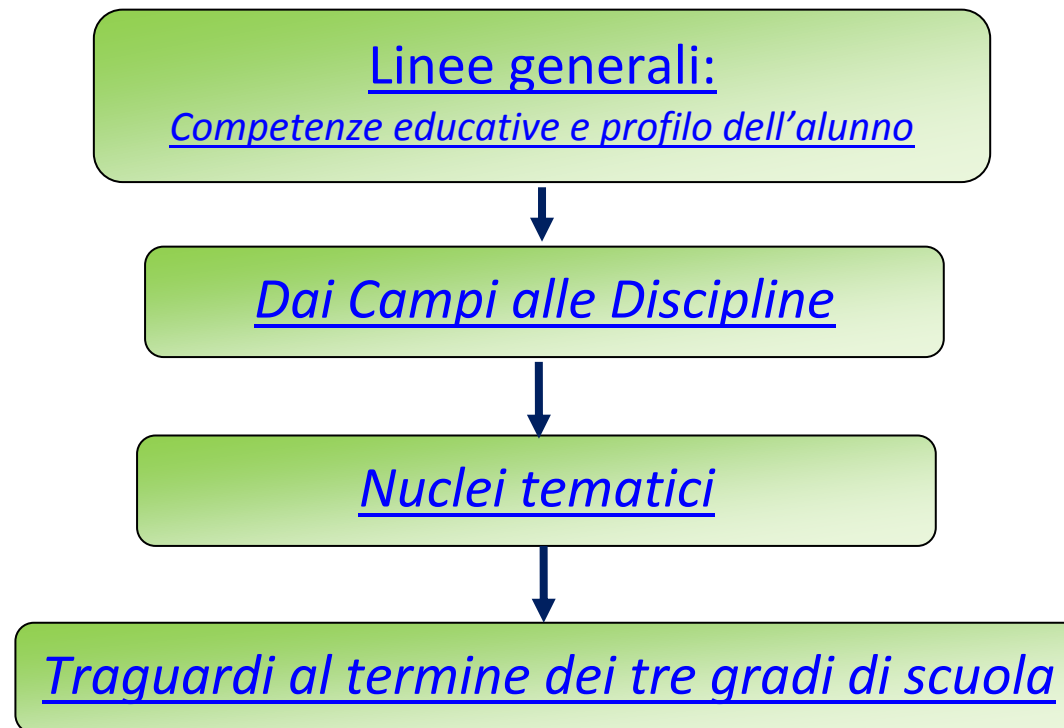 Linee generali:
Competenze educative e profilo dell’alunno
Dai Campi alle Discipline
Nuclei tematici
Traguardi al termine dei tre gradi di scuola